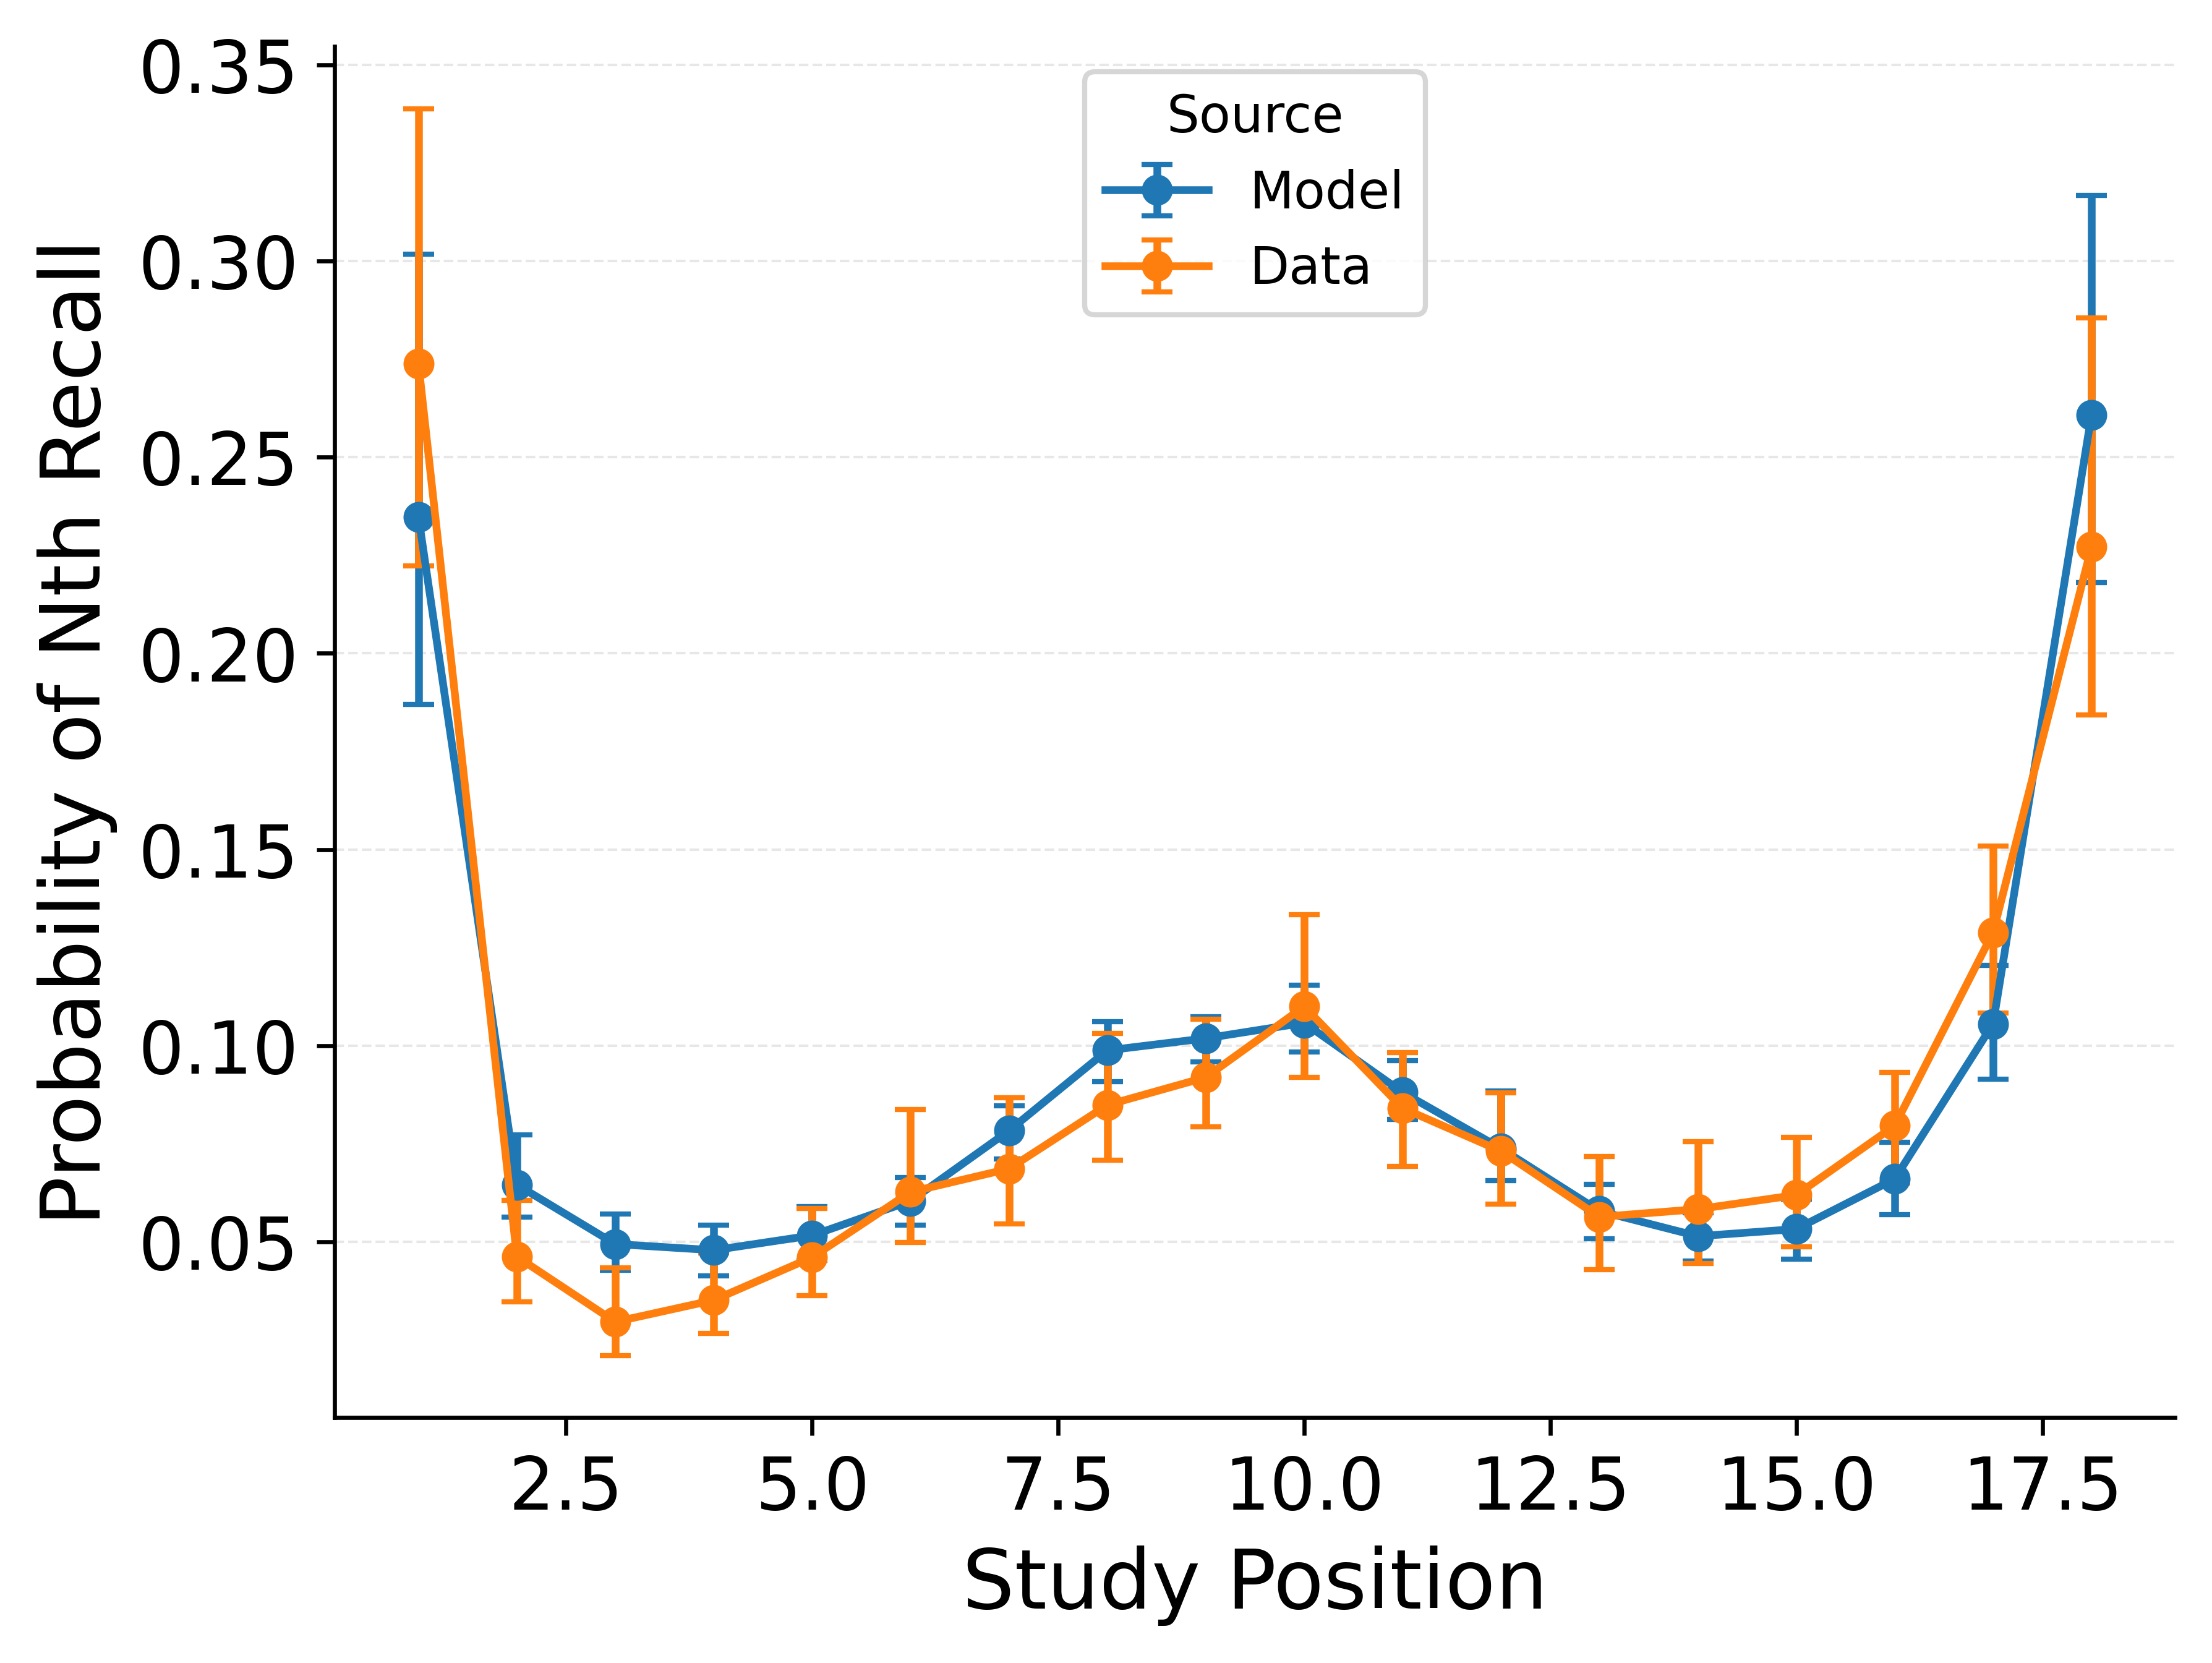 Probability of Nth Recall
0.35
0.30
0.25
0.20
0.15
0.10
0.05
Source
Model
Data
2.5 5.0 7.5 10.0 12.5 15.0 17.5
Study Position